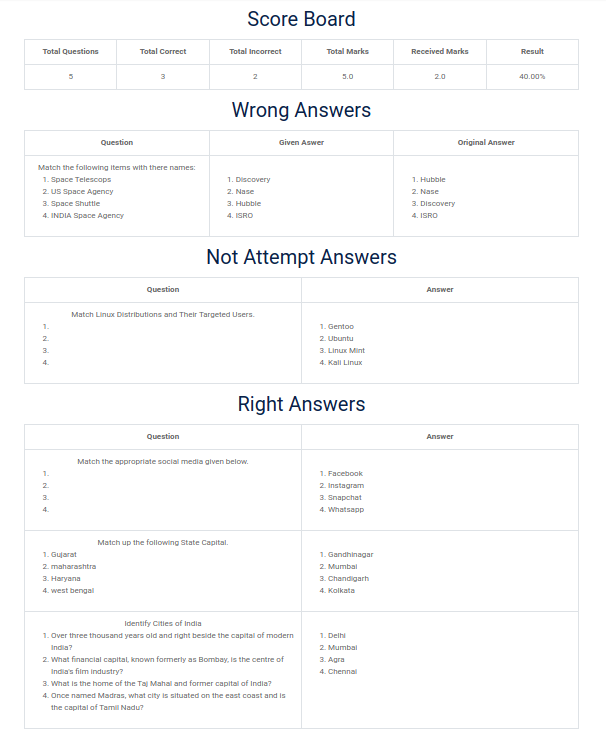 Score Board
Total Questions Total Correct Total Incorrect Total Marks Received Marks Result
5 3 2 5.0 2.0 40.00%
Wrong Answers
Question Given Aswer Original Answer
Match the following items with there names:
1. Space Telescops
2. US Space Agency
3. Space Shuttle
4. INDIA Space Agency
1. Discovery
2. Nase
3. Hubble
4. ISRO
1. Hubble
2. Nase
3. Discovery
4. ISRO
Not Attempt Answers
Question Answer
Match Linux Distributions and Their Targeted Users.
1.
2.
3.
4.
1. Gentoo
2. Ubuntu
3. Linux Mint
4. Kali Linux
Right Answers
Question Answer
Match the appropriate social media given below.
1.
2.
3.
4.
1. Facebook
2. Instagram
3. Snapchat
4. Whatsapp
Match up the following State Capital.
1. Gujarat
2. maharashtra
3. Haryana
4. west bengal
1. Gandhinagar
2. Mumbai
3. Chandigarh
4. Kolkata
Identify Cities of India
1. Over three thousand years old and right beside the capital of modern
India?
2. What financial capital, known formerly as Bombay, is the centre of
India's film industry?
3. What is the home of the Taj Mahal and former capital of India?
4. Once named Madras, what city is situated on the east coast and is
the capital of Tamil Nadu?
1. Delhi
2. Mumbai
3. Agra
4. Chennai